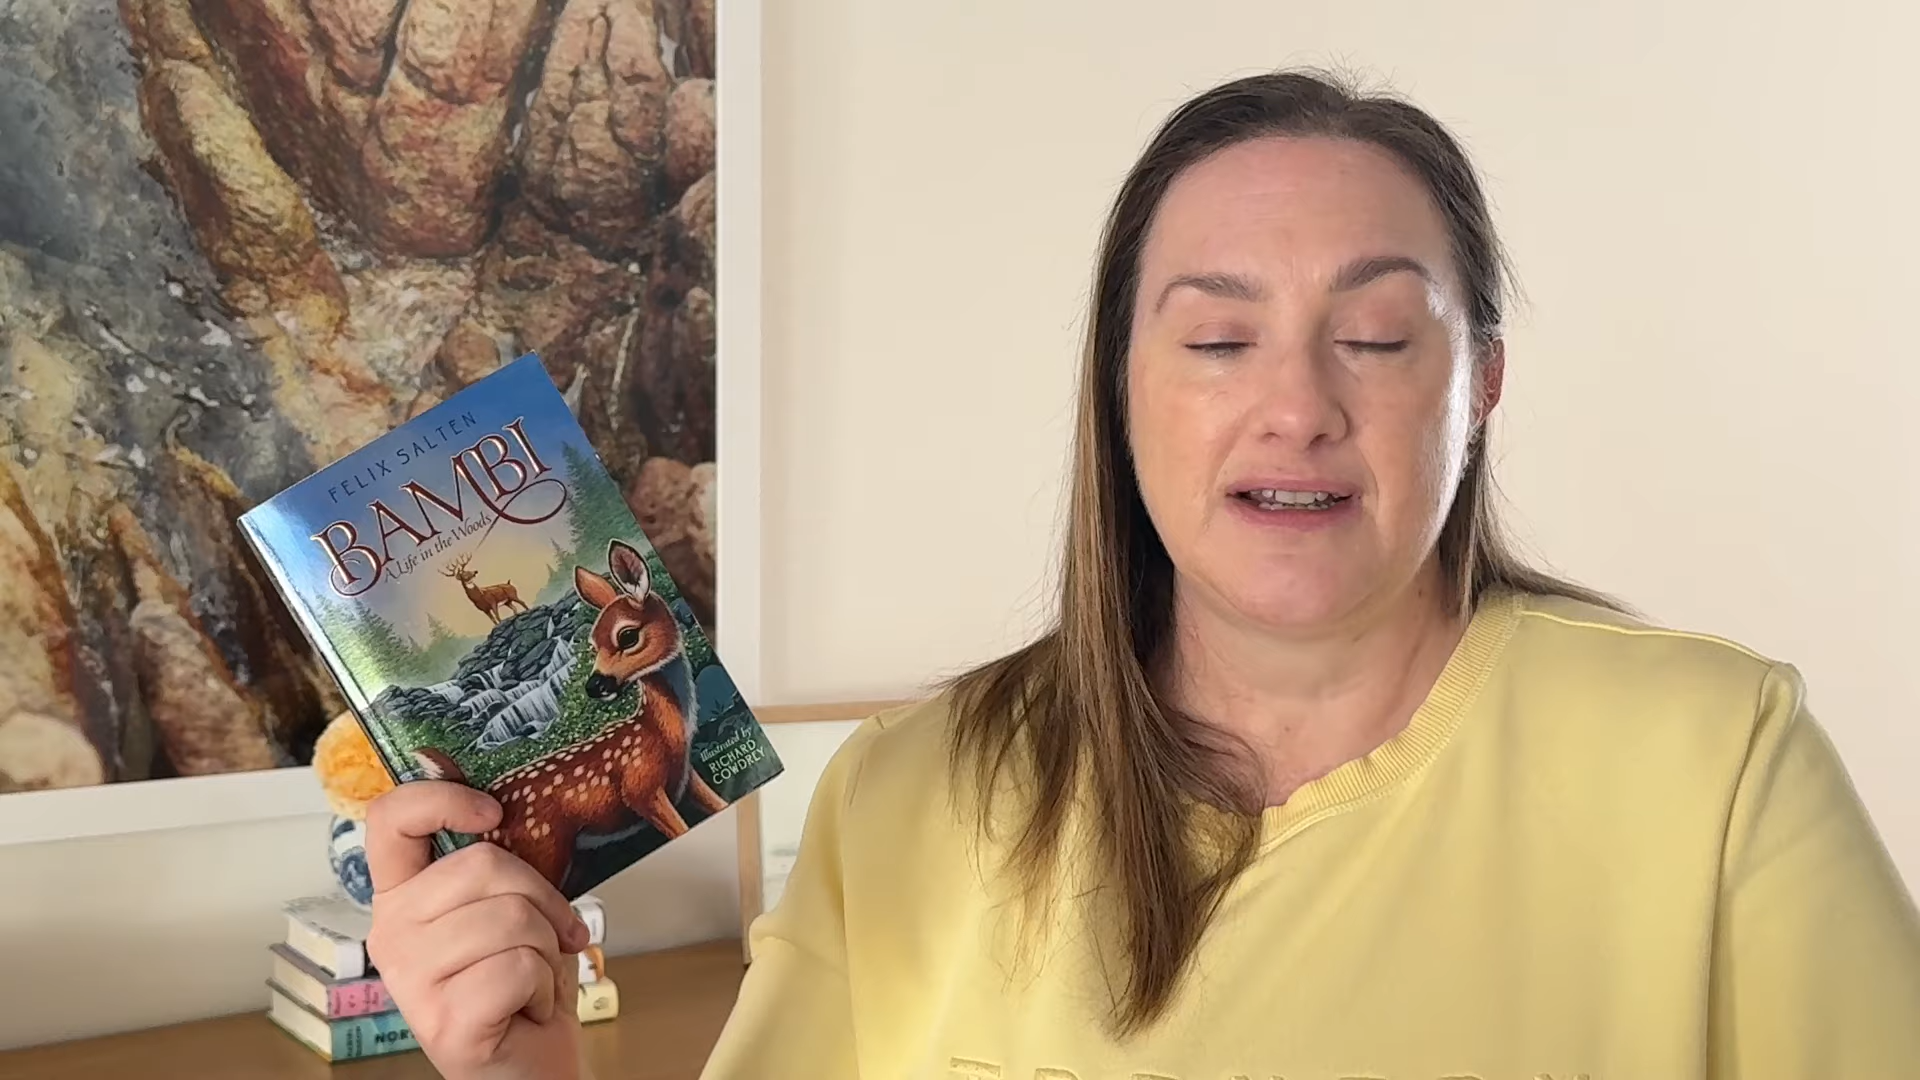 FELIX SALTEN
BAMBI
A Life in the Woods
Illustrated by
RICHARD
COWDREY